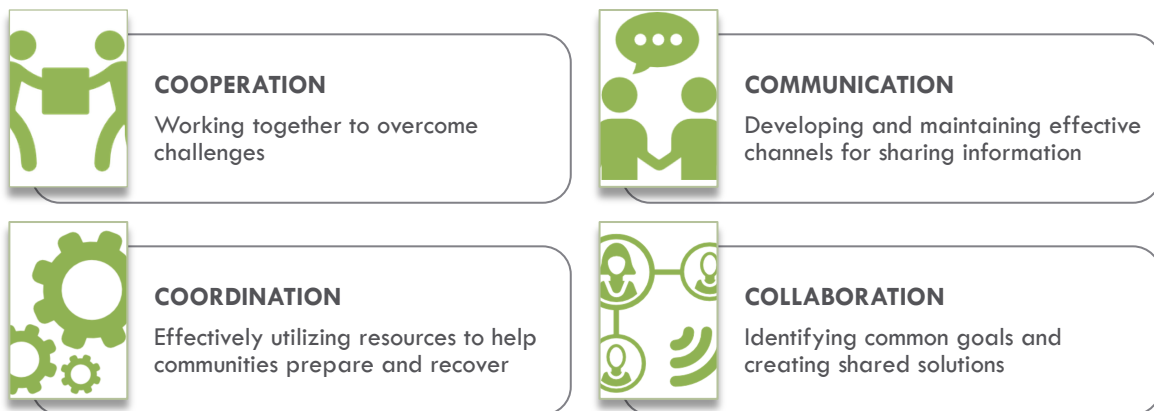 COOPERATION
Working together to overcome
challenges
COMMUNICATION
Developing and maintaining effective
channels for sharing information
COORDINATION
Effectively utilizing resources to help
communities prepare and recover
COLLABORATION
Identifying common goals and
creating shared solutions